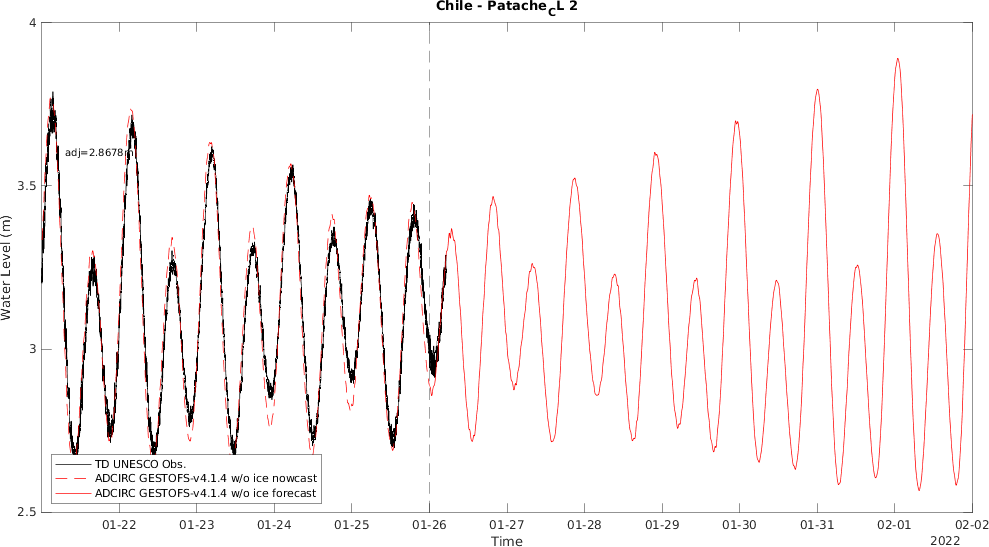 Chile - Patache_CL 2
4
3.5
3
2.5
Water Level (m)
adj=2.8678m
TD UNESCO Obs.
ADCIRC GESTOFS-v4.1.4 w/o ice nowcast
ADCIRC GESTOFS-v4.1.4 w/o ice forecast
01-22 01-23 01-24 01-25 01-26 01-27 01-28 01-29 01-30 01-31 02-01 02-02
Time
2022